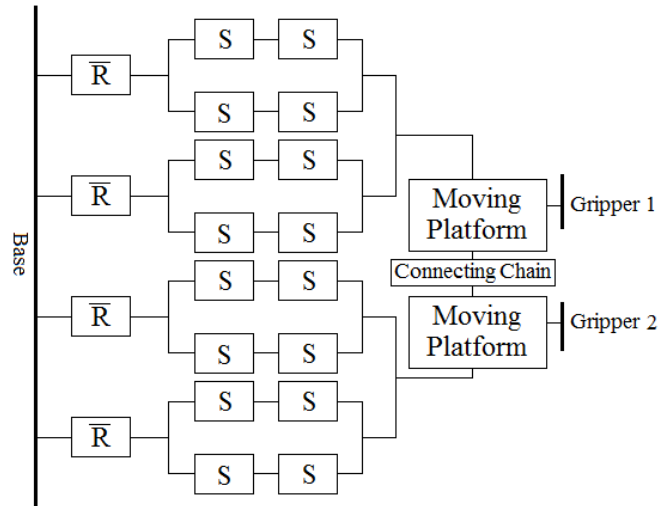 S S
R̅
S S
S S
R̅
S S
Moving
Platform
Gripper 1
Base
Connecting Chain
S S
R̅
S S
Moving
Platform
Gripper 2
S S
R̅
S S